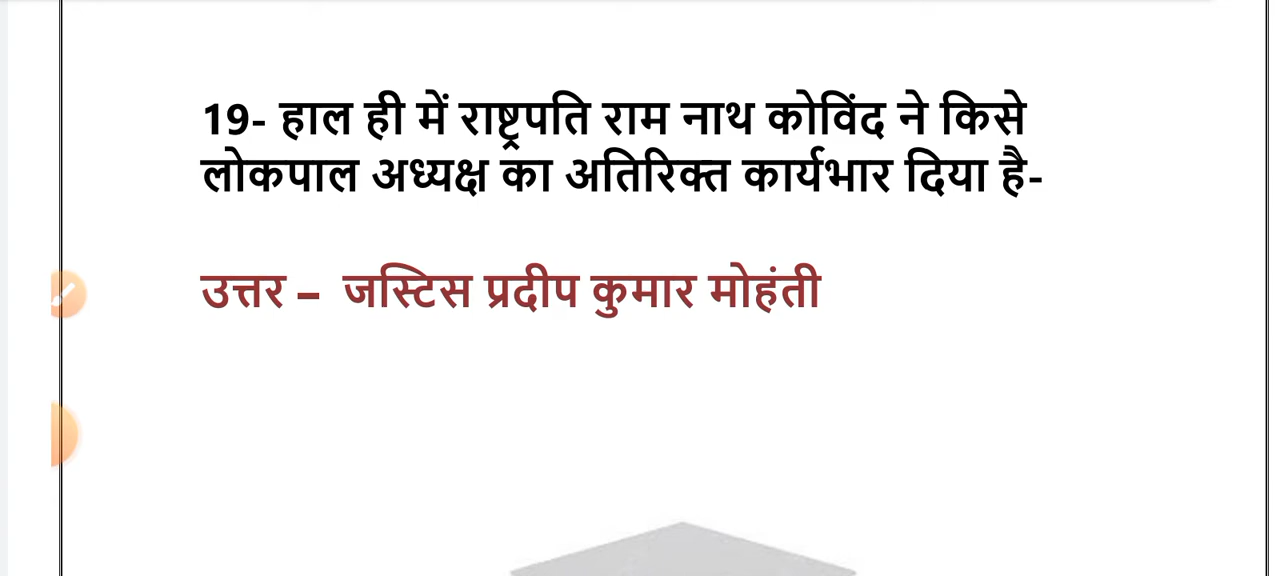 19- हाल ही में राष्ट्रपति राम नाथ कोविंद ने किसे
लोकपाल अध्यक्ष का अतिरिक्त कार्यभार दिया है-
उत्तर – जस्टिस प्रदीप कुमार मोहंती